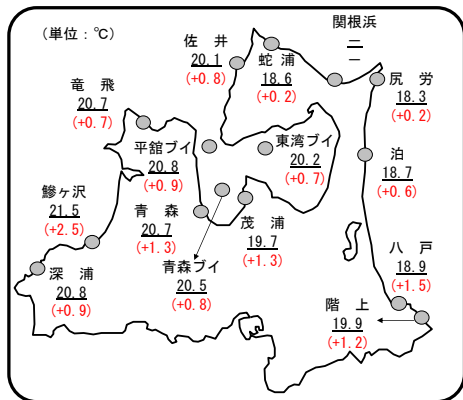 （単位：℃）
関根浜
二
一
佐 井
20.1
(+0.8)
蛇 浦
18.6
(+0.2)
尻 労
18.3
(+0.2)
竜 飛
20.7
(+0.7)
平舘ブイ
20.8
(+0.9)
東湾ブイ
20.2
(+0.7)
泊
18.7
(+0.6)
鰺ヶ沢
21.5
(+2.5)
青 森
20.7
(+1.3)
茂 浦
19.7
(+1.3)
八 戸
18.9
(+1.5)
深 浦
20.8
(+0.9)
青森ブイ
20.5
(+0.8)
階 上
19.9
(+1.2)